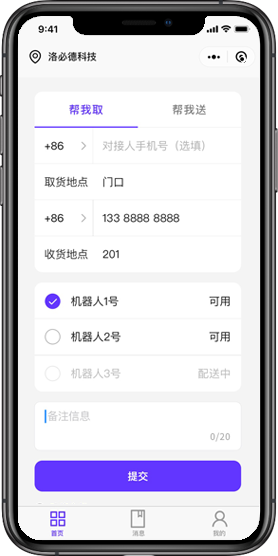 9:41
洛必德科技
帮我取 帮我送
+86 对接人手机号（选填）
取货地点 门口
+86 133 8888 8888
收货地点 201
机器人1号 可用
机器人2号 可用
机器人3号 配送中
备注信息
0/20
提交
首页 消息 我的